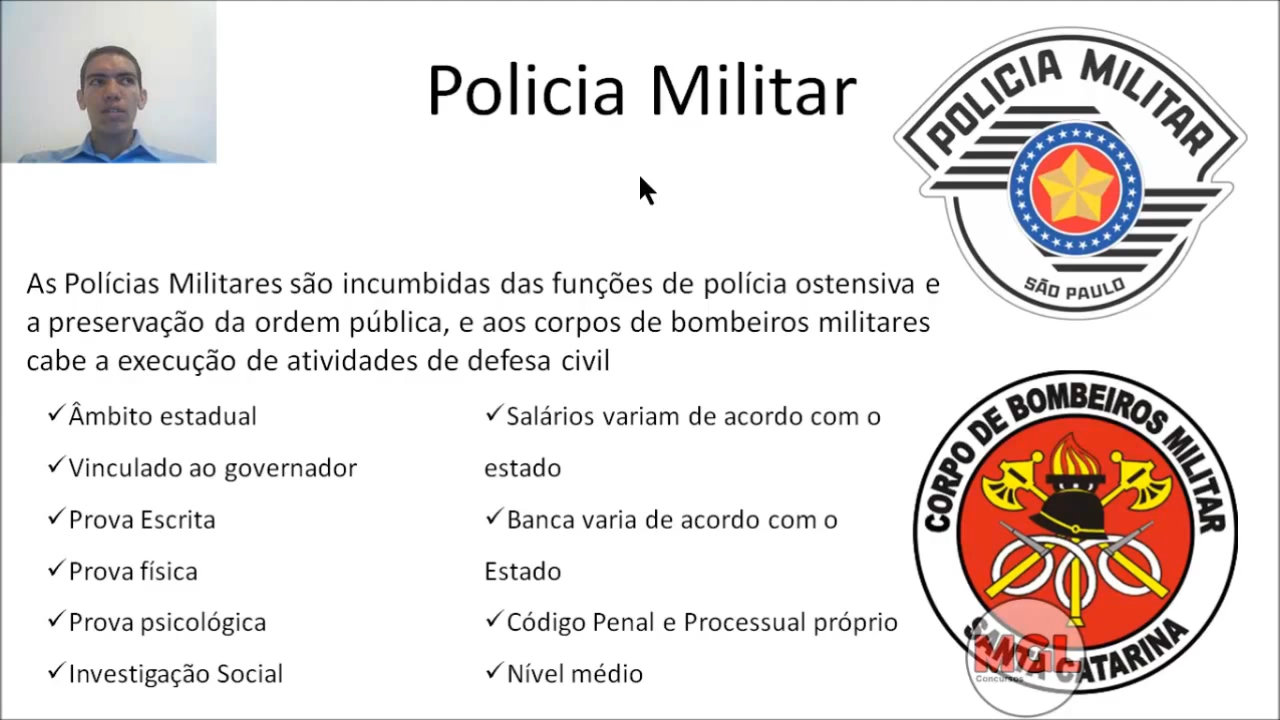 Policia Militar
POLICIA MILITAR
SÃO PAULO
As Polícias Militares são incumbidas das funções de polícia ostensiva e
a preservação da ordem pública, e aos corpos de bombeiros militares
cabe a execução de atividades de defesa civil
✓Âmbito estadual
✓Vinculado ao governador
✓Prova Escrita
✓Prova física
✓Prova psicológica
✓Investigação Social
✓Salários variam de acordo com o
estado
✓Banca varia de acordo com o
Estado
✓Código Penal e Processual próprio
✓Nível médio
CORPO DE BOMBEIROS MILITAR
SANTA CATARINA
MGL
Concursos